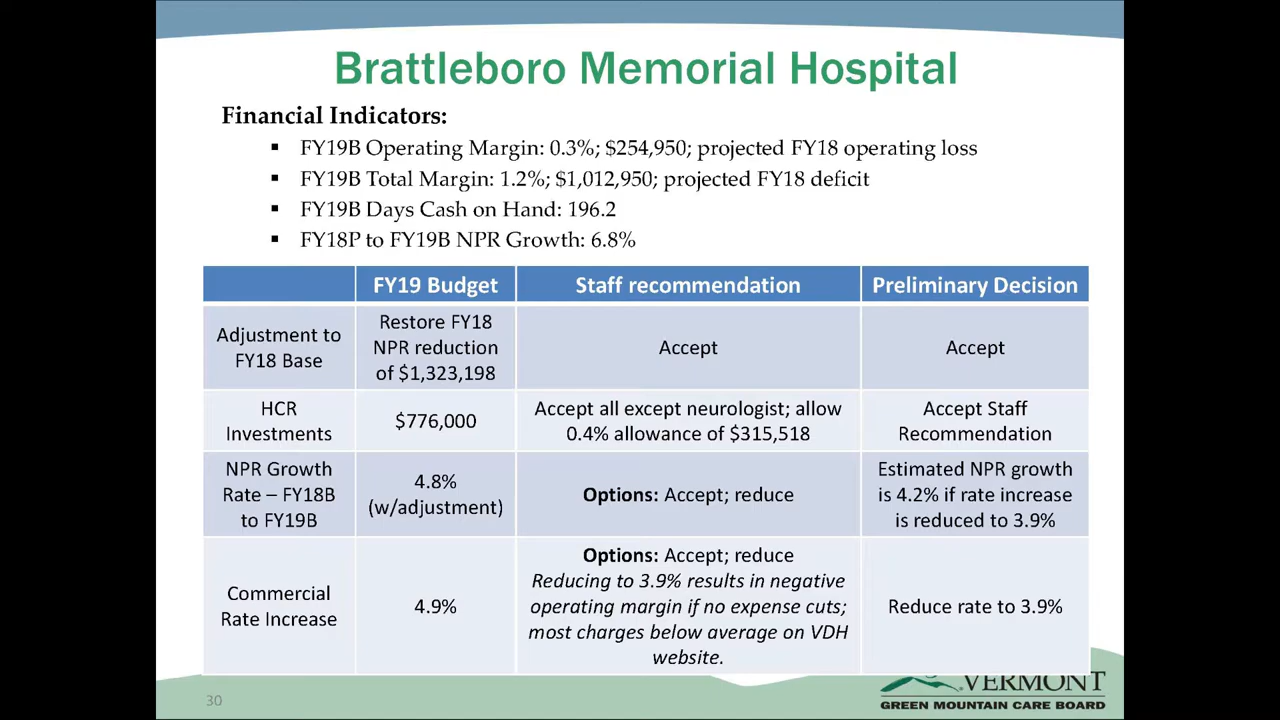 Brattleboro Memorial Hospital
Financial Indicators:
▪ FY19B Operating Margin: 0.3%; $254,950; projected FY18 operating loss
▪ FY19B Total Margin: 1.2%; $1,012,950; projected FY18 deficit
▪ FY19B Days Cash on Hand: 196.2
▪ FY18P to FY19B NPR Growth: 6.8%
FY19 Budget
Staff recommendation
Preliminary Decision
Adjustment to
FY18 Base
Restore FY18
NPR reduction
of $1,323,198
Accept
Accept
HCR
Investments
$776,000
Accept all except neurologist; allow
0.4% allowance of $315,518
Accept Staff
Recommendation
NPR Growth
Rate – FY18B
to FY19B
4.8%
(w/adjustment)
Options: Accept; reduce
Estimated NPR growth
is 4.2% if rate increase
is reduced to 3.9%
Commercial
Rate Increase
4.9%
Options: Accept; reduce
Reducing to 3.9% results in negative
operating margin if no expense cuts;
most charges below average on VDH
website.
Reduce rate to 3.9%
30
VERMONT
GREEN MOUNTAIN CARE BOARD